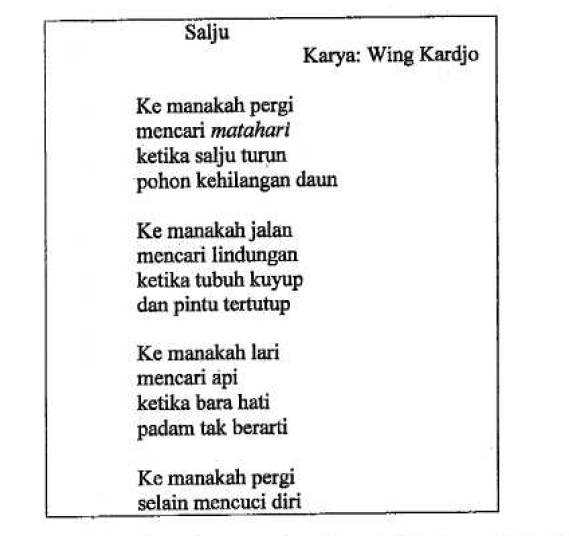 Salju
Karya: Wing Kardjo
Ke manakah pergi
mencari matahari
ketika salju turun
pohon kehilangan daun
Ke manakah jalan
mencari lindungan
ketika tubuh kuyup
dan pintu tertutup
Ke manakah lari
mencari api
ketika bara hati
padam tak berarti
Ke manakah pergi
selain mencuci diri